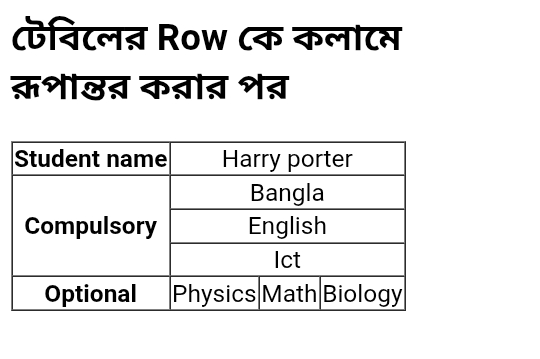 টেবিলের Row কে কলামে
রূপান্তর করার পর
Student name Harry porter
Bangla
Compulsory English
Ict
Optional Physics Math Biology